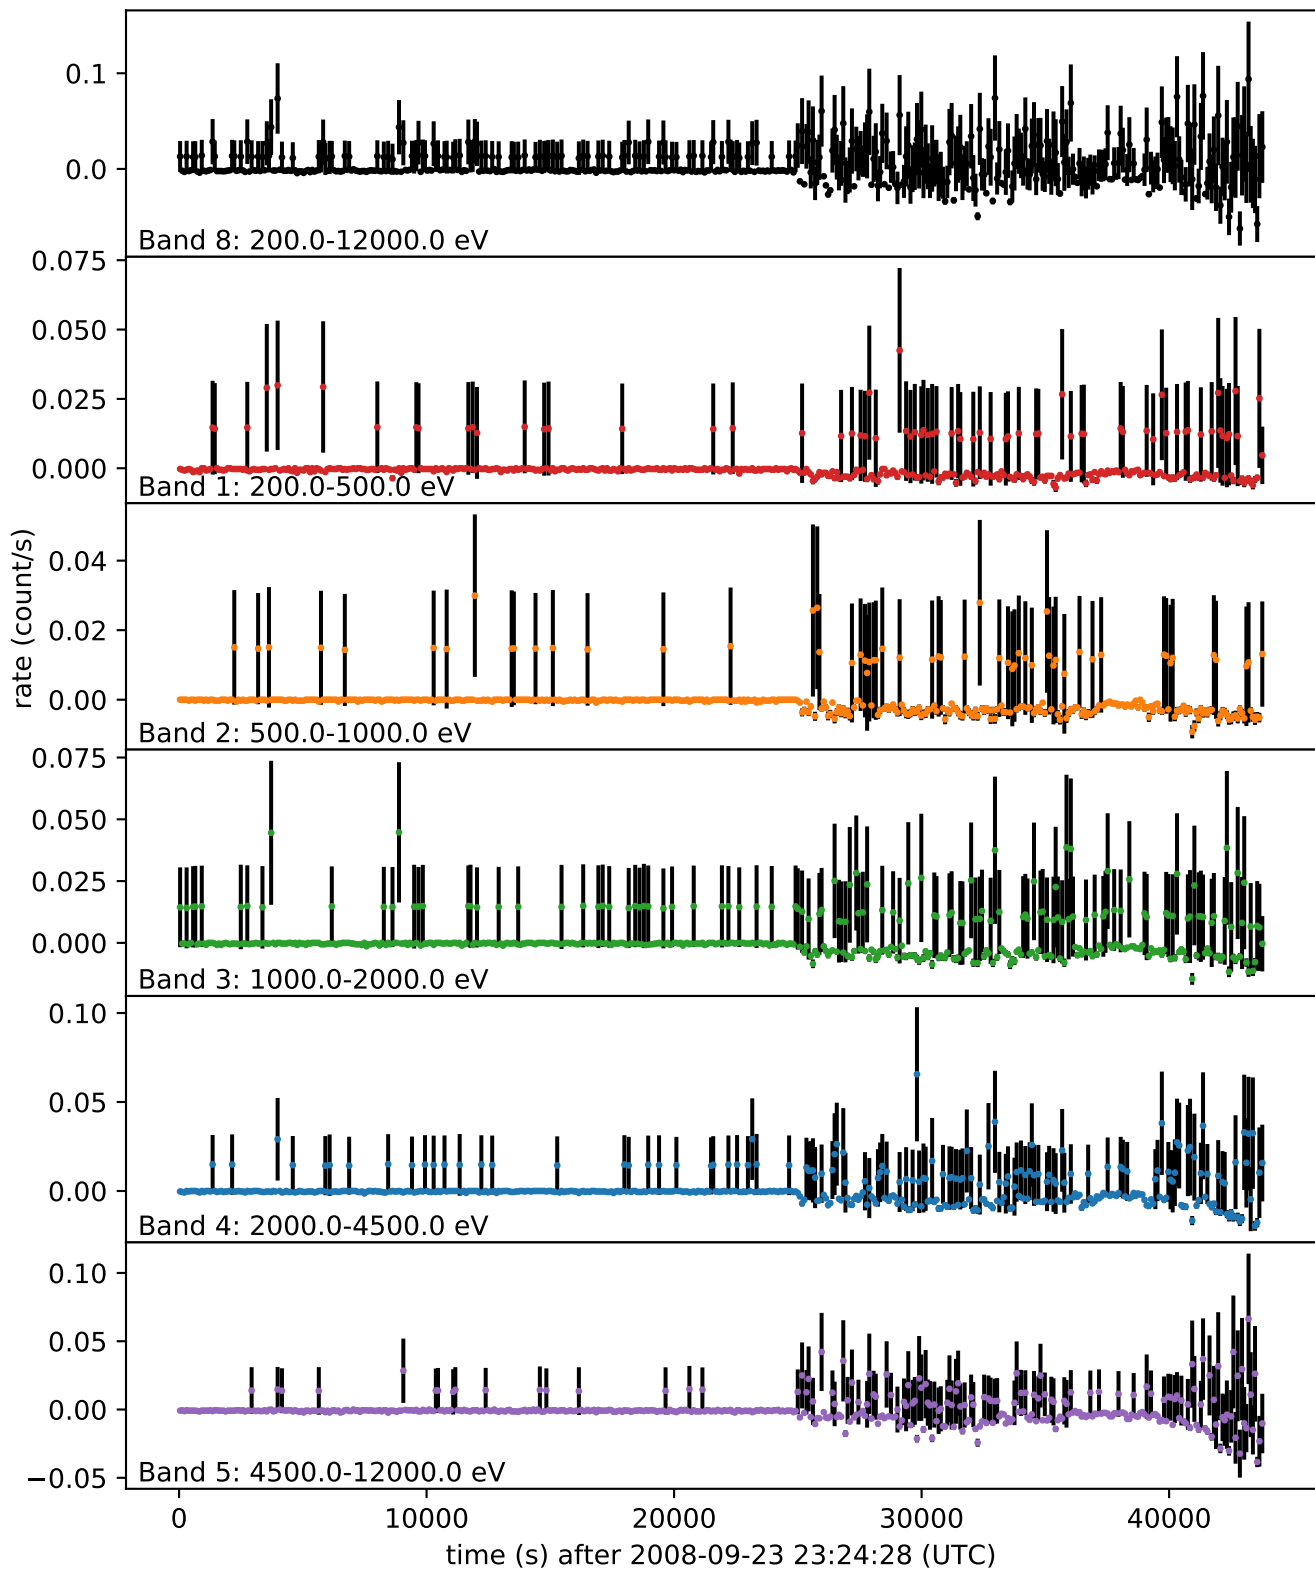 0.1
0.0
Band 8: 200.0-12000.0 eV
0.075
0.050
0.025
0.000
Band 1: 200.0-500.0 eV
rate (count/s)
0.04
0.02
0.00
Band 2: 500.0-1000.0 eV
0.075
0.050
0.025
0.000
Band 3: 1000.0-2000.0 eV
0.10
0.05
0.00
Band 4: 2000.0-4500.0 eV
0.10
0.05
0.00
−0.05
Band 5: 4500.0-12000.0 eV
0 10000 20000 30000 40000
time (s) after 2008-09-23 23:24:28 (UTC)